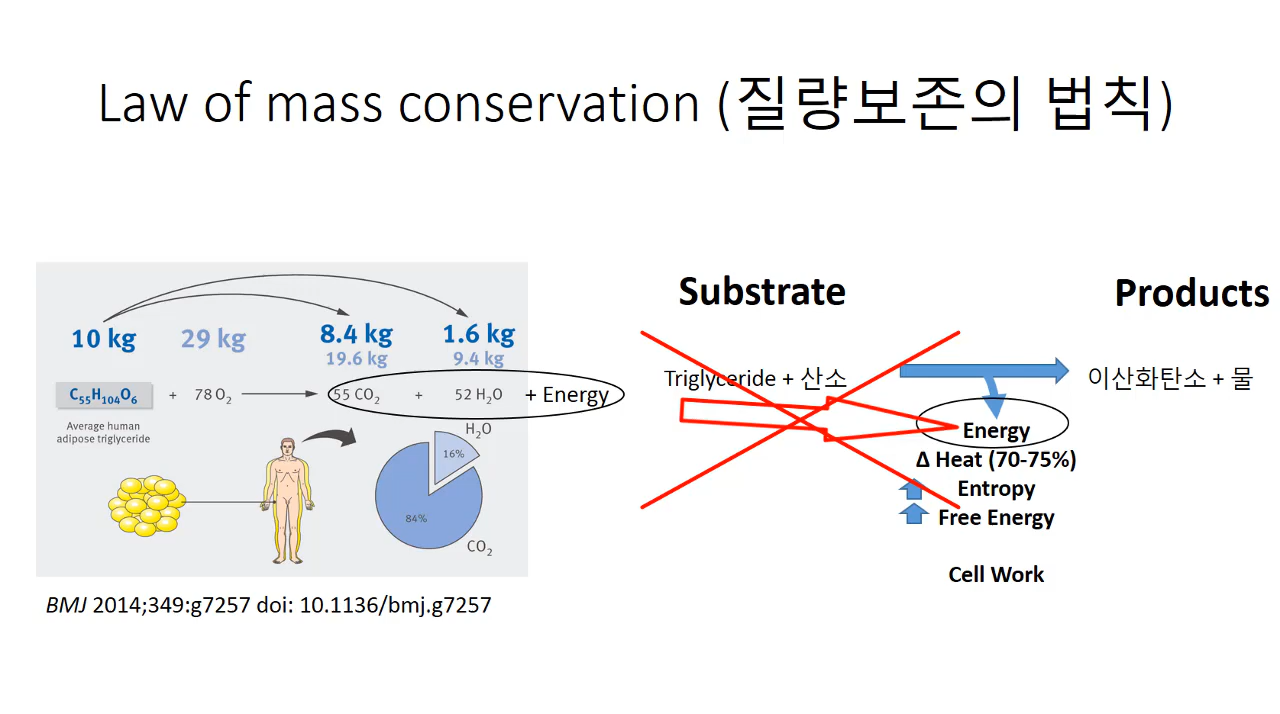 Law of mass conservation (질량보존의 법칙)
10 kg
29 kg
8.4 kg
19.6 kg
1.6 kg
9.4 kg
C₅₅H₁₀₄O₆ + 78 O₂ 55 CO₂ + 52 H₂O + Energy
Average human
adipose triglyceride
H₂O
16%
84%
CO₂
BMJ 2014;349:g7257 doi: 10.1136/bmj.g7257
Substrate
Products
Triglyceride + 산소
이산화탄소 + 물
Energy
Δ Heat (70-75%)
Entropy
Free Energy
Cell Work